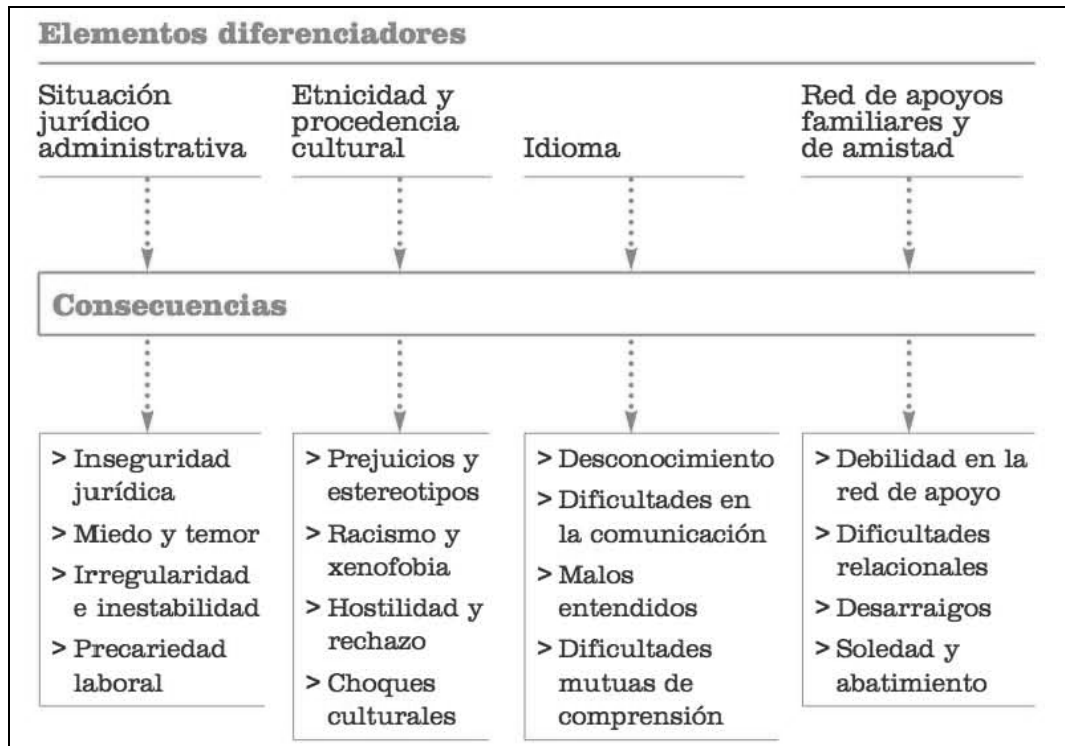 Elementos diferenciadores
Situación
jurídico
administrativa
Etnicidad y
procedencia
cultural
Idioma
Red de apoyos
familiares y
de amistad
Consecuencias
> Inseguridad
jurídica
> Miedo y temor
> Irregularidad
e inestabilidad
> Precariedad
laboral
> Prejuicios y
estereotipos
> Racismo y
xenofobia
> Hostilidad y
rechazo
> Choques
culturales
> Desconocimiento
> Dificultades en
la comunicación
> Malos
entendidos
> Dificultades
mutuas de
comprensión
> Debilidad en la
red de apoyo
> Dificultades
relacionales
> Desarraigos
> Soledad y
abatimiento